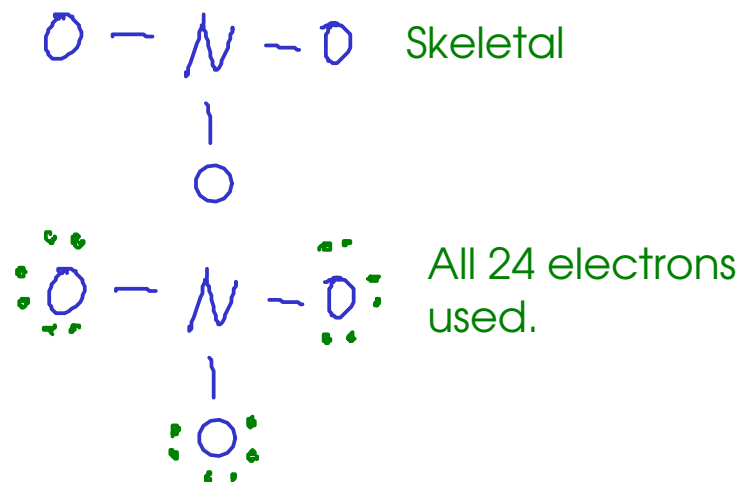 O — N — O Skeletal
O
O — N — O All 24 electrons
used.
O